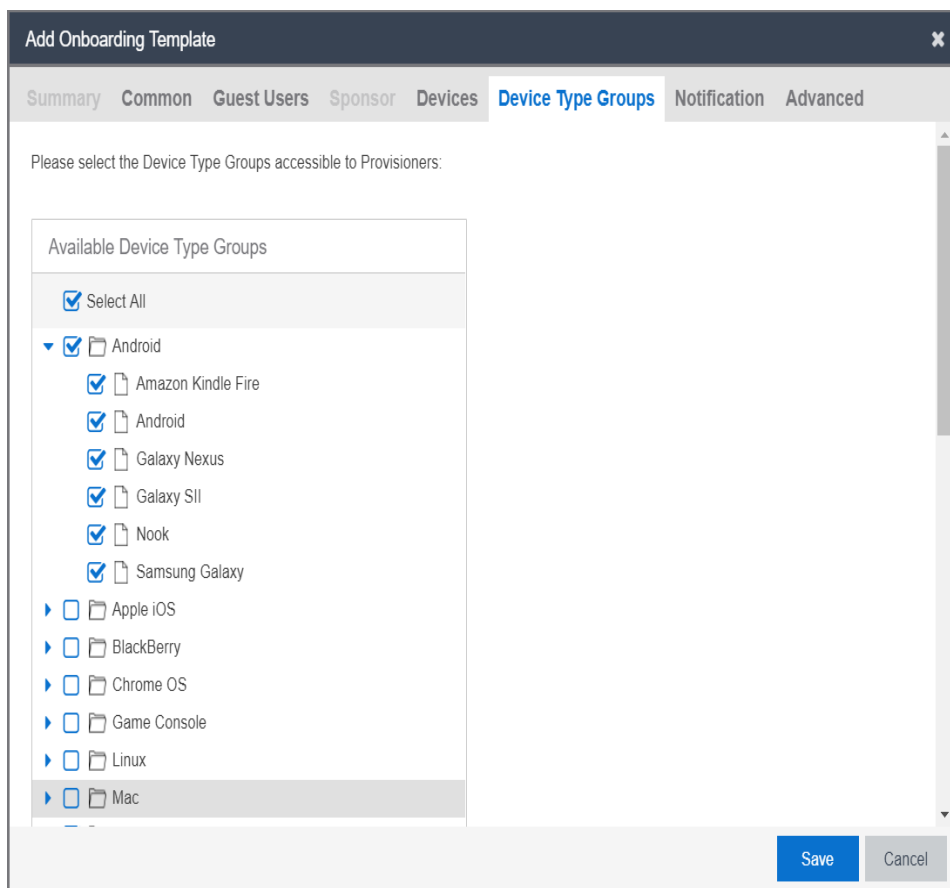 Add Onboarding Template
Summary Common Guest Users Sponsor Devices Device Type Groups Notification Advanced
Please select the Device Type Groups accessible to Provisioners:
Available Device Type Groups
Select All
Android
Amazon Kindle Fire
Android
Galaxy Nexus
Galaxy SII
Nook
Samsung Galaxy
Apple iOS
BlackBerry
Chrome OS
Game Console
Linux
Mac
Save Cancel